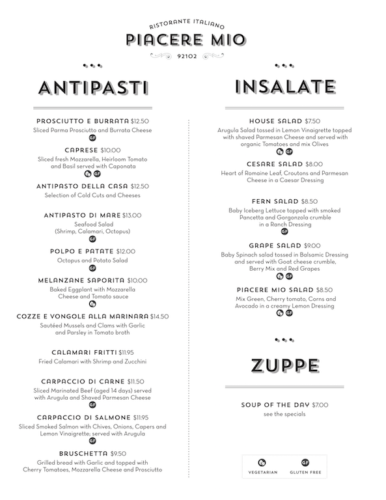 RISTORANTE ITALIANO
PIACERE MIO
92102
ANTIPASTI
PROSCIUTTO E BURRATA $12.50
Sliced Parma Prosciutto and Burrata Cheese
GF
CAPRESE $10.00
Sliced fresh Mozzarella, Heirloom Tomato
and Basil served with Caponata
GF
ANTIPASTO DELLA CASA $12.50
Selection of Cold Cuts and Cheeses
ANTIPASTO DI MARE $13.00
Seafood Salad
(Shrimp, Calamari, Octopus)
GF
POLPO E PATATE $12.00
Octopus and Potato Salad
GF
MELANZANE SAPORITA $10.00
Baked Eggplant with Mozzarella
Cheese and Tomato sauce
COZZE E VONGOLE ALLA MARINARA $14.50
Sautéed Mussels and Clams with Garlic
and Parsley in Tomato broth
CALAMARI FRITTI $11.95
Fried Calamari with Shrimp and Zucchini
CARPACCIO DI CARNE $11.50
Sliced Marinated Beef (aged 14 days) served
with Arugula and Shaved Parmesan Cheese
GF
CARPACCIO DI SALMONE $11.95
Sliced Smoked Salmon with Chives, Onions, Capers and
Lemon Vinaigrette; served with Arugula
GF
BRUSCHETTA $9.50
Grilled bread with Garlic and topped with
Cherry Tomatoes, Mozzarella Cheese and Prosciutto
INSALATE
HOUSE SALAD $7.50
Arugula Salad tossed in Lemon Vinaigrette topped
with shaved Parmesan Cheese and served with
organic Tomatoes and mix Olives
GF
CESARE SALAD $8.00
Heart of Romaine Leaf, Croutons and Parmesan
Cheese in a Caesar Dressing
FERN SALAD $8.50
Baby Iceberg Lettuce topped with smoked
Pancetta and Gorgonzola crumble
in a Ranch Dressing
GF
GRAPE SALAD $9.00
Baby Spinach salad tossed in Balsamic Dressing
and served with Goat cheese crumble,
Berry Mix and Red Grapes
GF
PIACERE MIO SALAD $8.50
Mix Green, Cherry tomato, Corns and
Avocado in a creamy Lemon Dressing
GF
ZUPPE
SOUP OF THE DAY $7.00
see the specials
GF
VEGETARIAN GLUTEN FREE